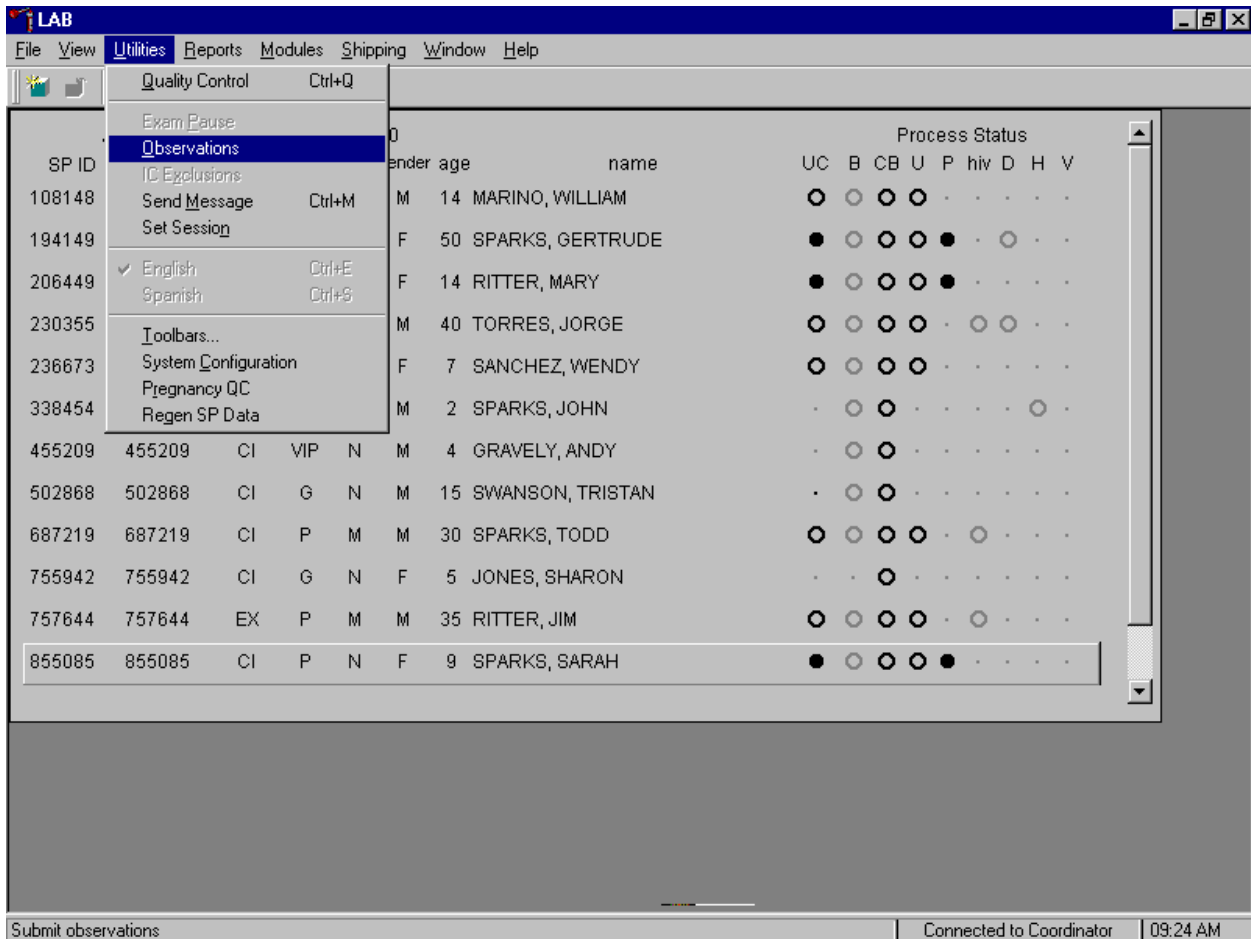 LAB
File View Utilities Reports Modules Shipping Window Help
Quality Control Ctrl+Q
Exam Pause
Observations
IC Exclusions
Send Message Ctrl+M
Set Session
English Ctrl+E
Spanish Ctrl+S
Toolbars...
System Configuration
Pregnancy QC
Regen SP Data
0 Process Status
SP ID ender age name UC B CB U P hiv D H V
108148 M 14 MARINO, WILLIAM
194149 F 50 SPARKS, GERTRUDE
206449 F 14 RITTER, MARY
230355 M 40 TORRES, JORGE
236673 F 7 SANCHEZ, WENDY
338454 M 2 SPARKS, JOHN
455209 455209 CI VIP N M 4 GRAVELY, ANDY
502868 502868 CI G N M 15 SWANSON, TRISTAN
687219 687219 CI P M M 30 SPARKS, TODD
755942 755942 CI G N F 5 JONES, SHARON
757644 757644 EX P M M 35 RITTER, JIM
855085 855085 CI P N F 9 SPARKS, SARAH
Submit observations Connected to Coordinator 09:24 AM